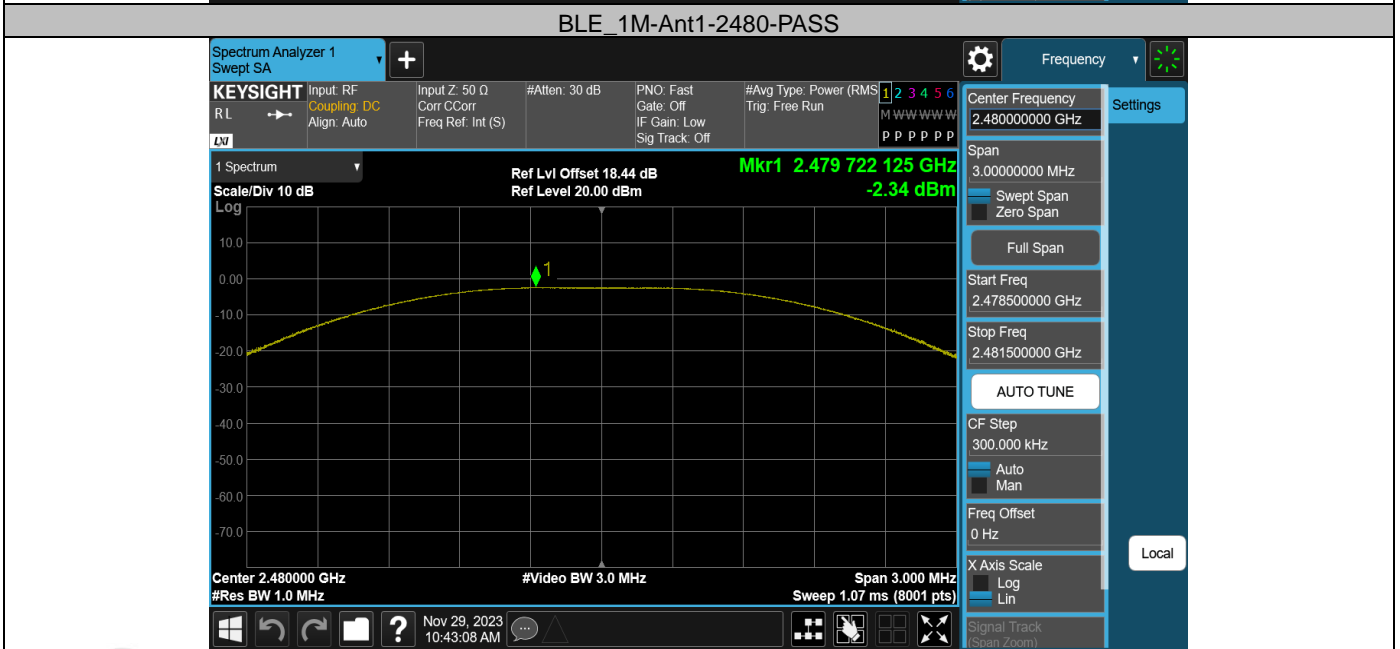 BLE_1M-Ant1-2480-PASS
Spectrum Analyzer 1
Swept SA
Frequency
KEYSIGHT
RL
LXI
Input: RF
Coupling: DC
Align: Auto
Input Z: 50 Ω
Corr CCorr
Freq Ref: Int (S)
#Atten: 30 dB
PNO: Fast
Gate: Off
IF Gain: Low
Sig Track: Off
#Avg Type: Power (RMS
Trig: Free Run
1 2 3 4 5 6
M W W W W W
P P P P P P
1 Spectrum
Scale/Div 10 dB
Log
Ref Lvl Offset 18.44 dB
Ref Level 20.00 dBm
Mkr1 2.479 722 125 GHz
-2.34 dBm
1
10.0
0.00
-10.0
-20.0
-30.0
-40.0
-50.0
-60.0
-70.0
Center 2.480000 GHz
#Res BW 1.0 MHz
#Video BW 3.0 MHz
Span 3.000 MHz
Sweep 1.07 ms (8001 pts)
Settings
Center Frequency
2.480000000 GHz
Span
3.00000000 MHz
Swept Span
Zero Span
Full Span
Start Freq
2.478500000 GHz
Stop Freq
2.481500000 GHz
AUTO TUNE
CF Step
300.000 kHz
Auto
Man
Freq Offset
0 Hz
X Axis Scale
Log
Lin
Signal Track
(Span Zoom)
Local
?
Nov 29, 2023
10:43:08 AM